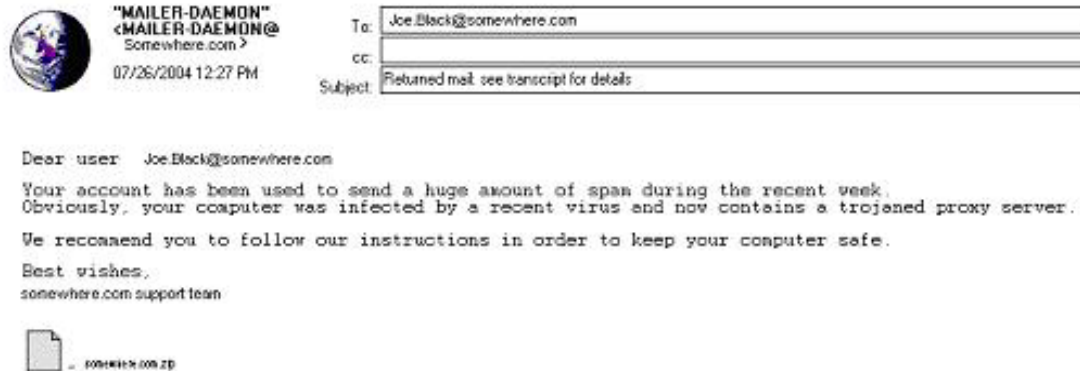 "MAILER-DAEMON"
<MAILER-DAEMON@
Somewhere.com>
07/26/2004 12:27 PM
To: Joe.Black@somewhere.com
cc:
Subject: Returned mail: see transcript for details
Dear user Joe.Black@somewhere.com
Your account has been used to send a huge amount of spam during the recent week.
Obviously, your computer was infected by a recent virus and now contains a trojaned proxy server.
We recommend you to follow our instructions in order to keep your computer safe.
Best wishes,
somewhere.com support team
- somewhere.com.zip